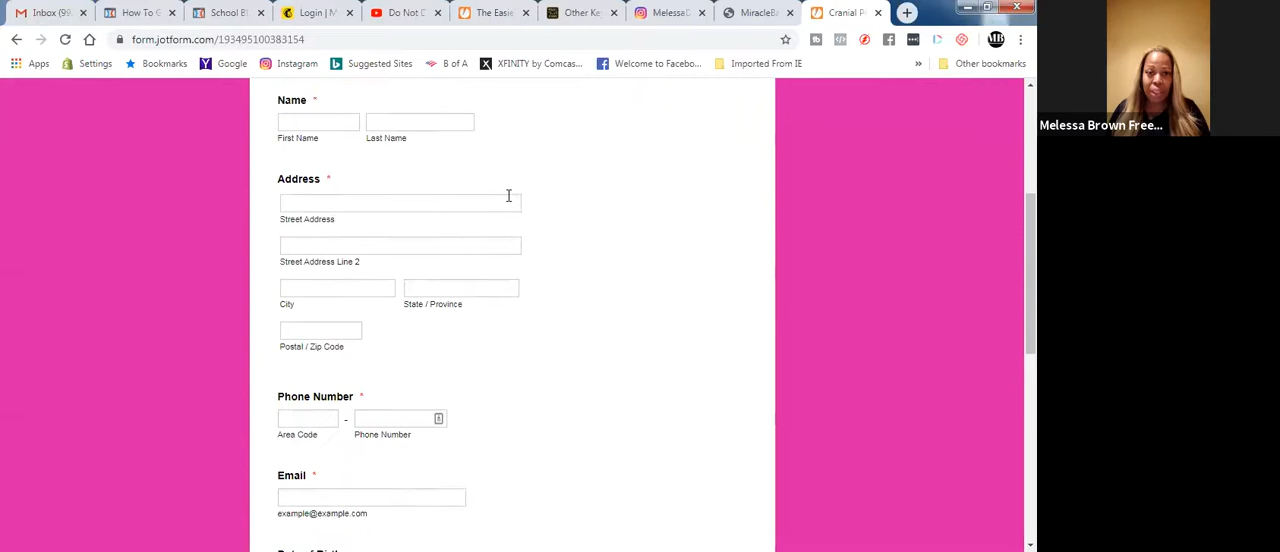 Inbox (99, How To G School Bl Login | M Do Not D The Easie Other Ke MelessaD MiracleBr Cranial P
form.jotform.com/193495100383154
Apps Settings Bookmarks Google Instagram Suggested Sites B of A XFINITY by Comcas... Welcome to Facebo... Imported From IE » Other bookmarks
Name *
First Name Last Name
Address *
Street Address
Street Address Line 2
City State / Province
Postal / Zip Code
Phone Number *
-
Area Code Phone Number
Email *
example@example.com
Melessa Brown Free...